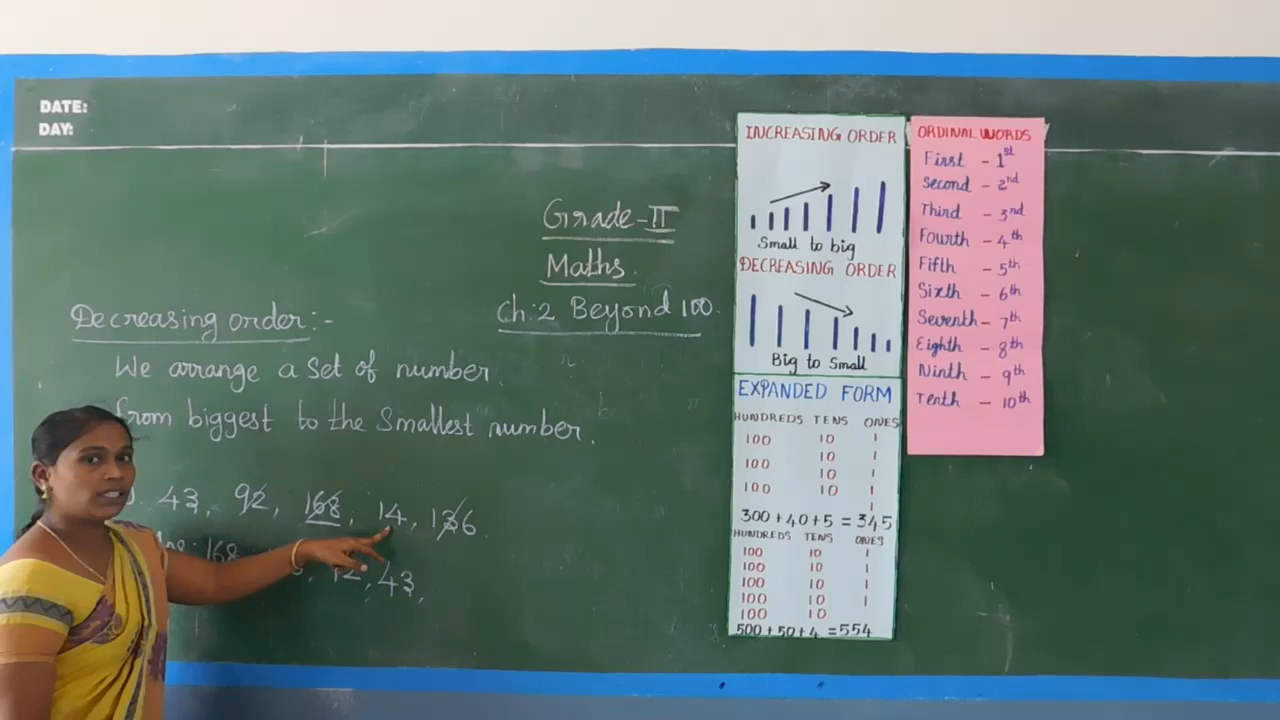 DATE:
DAY:
Grade-II
Maths.
Ch:2 Beyond 100.
Decreasing order:-
We arrange a set of number
from biggest to the smallest number.
43, 92, 168, 14, 136
168
92, 43,
INCREASING ORDER
Small to big
DECREASING ORDER
Big to Small
EXPANDED FORM
HUNDREDS TENS ONES
100 10 1
10 1
100 10 1
10 1
100 10 1
300+40+5=345
HUNDREDS TENS ONES
100 10 1
100 10 1
100 10 1
100 10 1
100 10
500+50+4=554
ORDINAL WORDS
First - 1st
Second - 2nd
Third - 3rd
Fourth - 4th
Fifth - 5th
Sixth - 6th
Seventh - 7th
Eighth - 8th
Ninth - 9th
Tenth - 10th